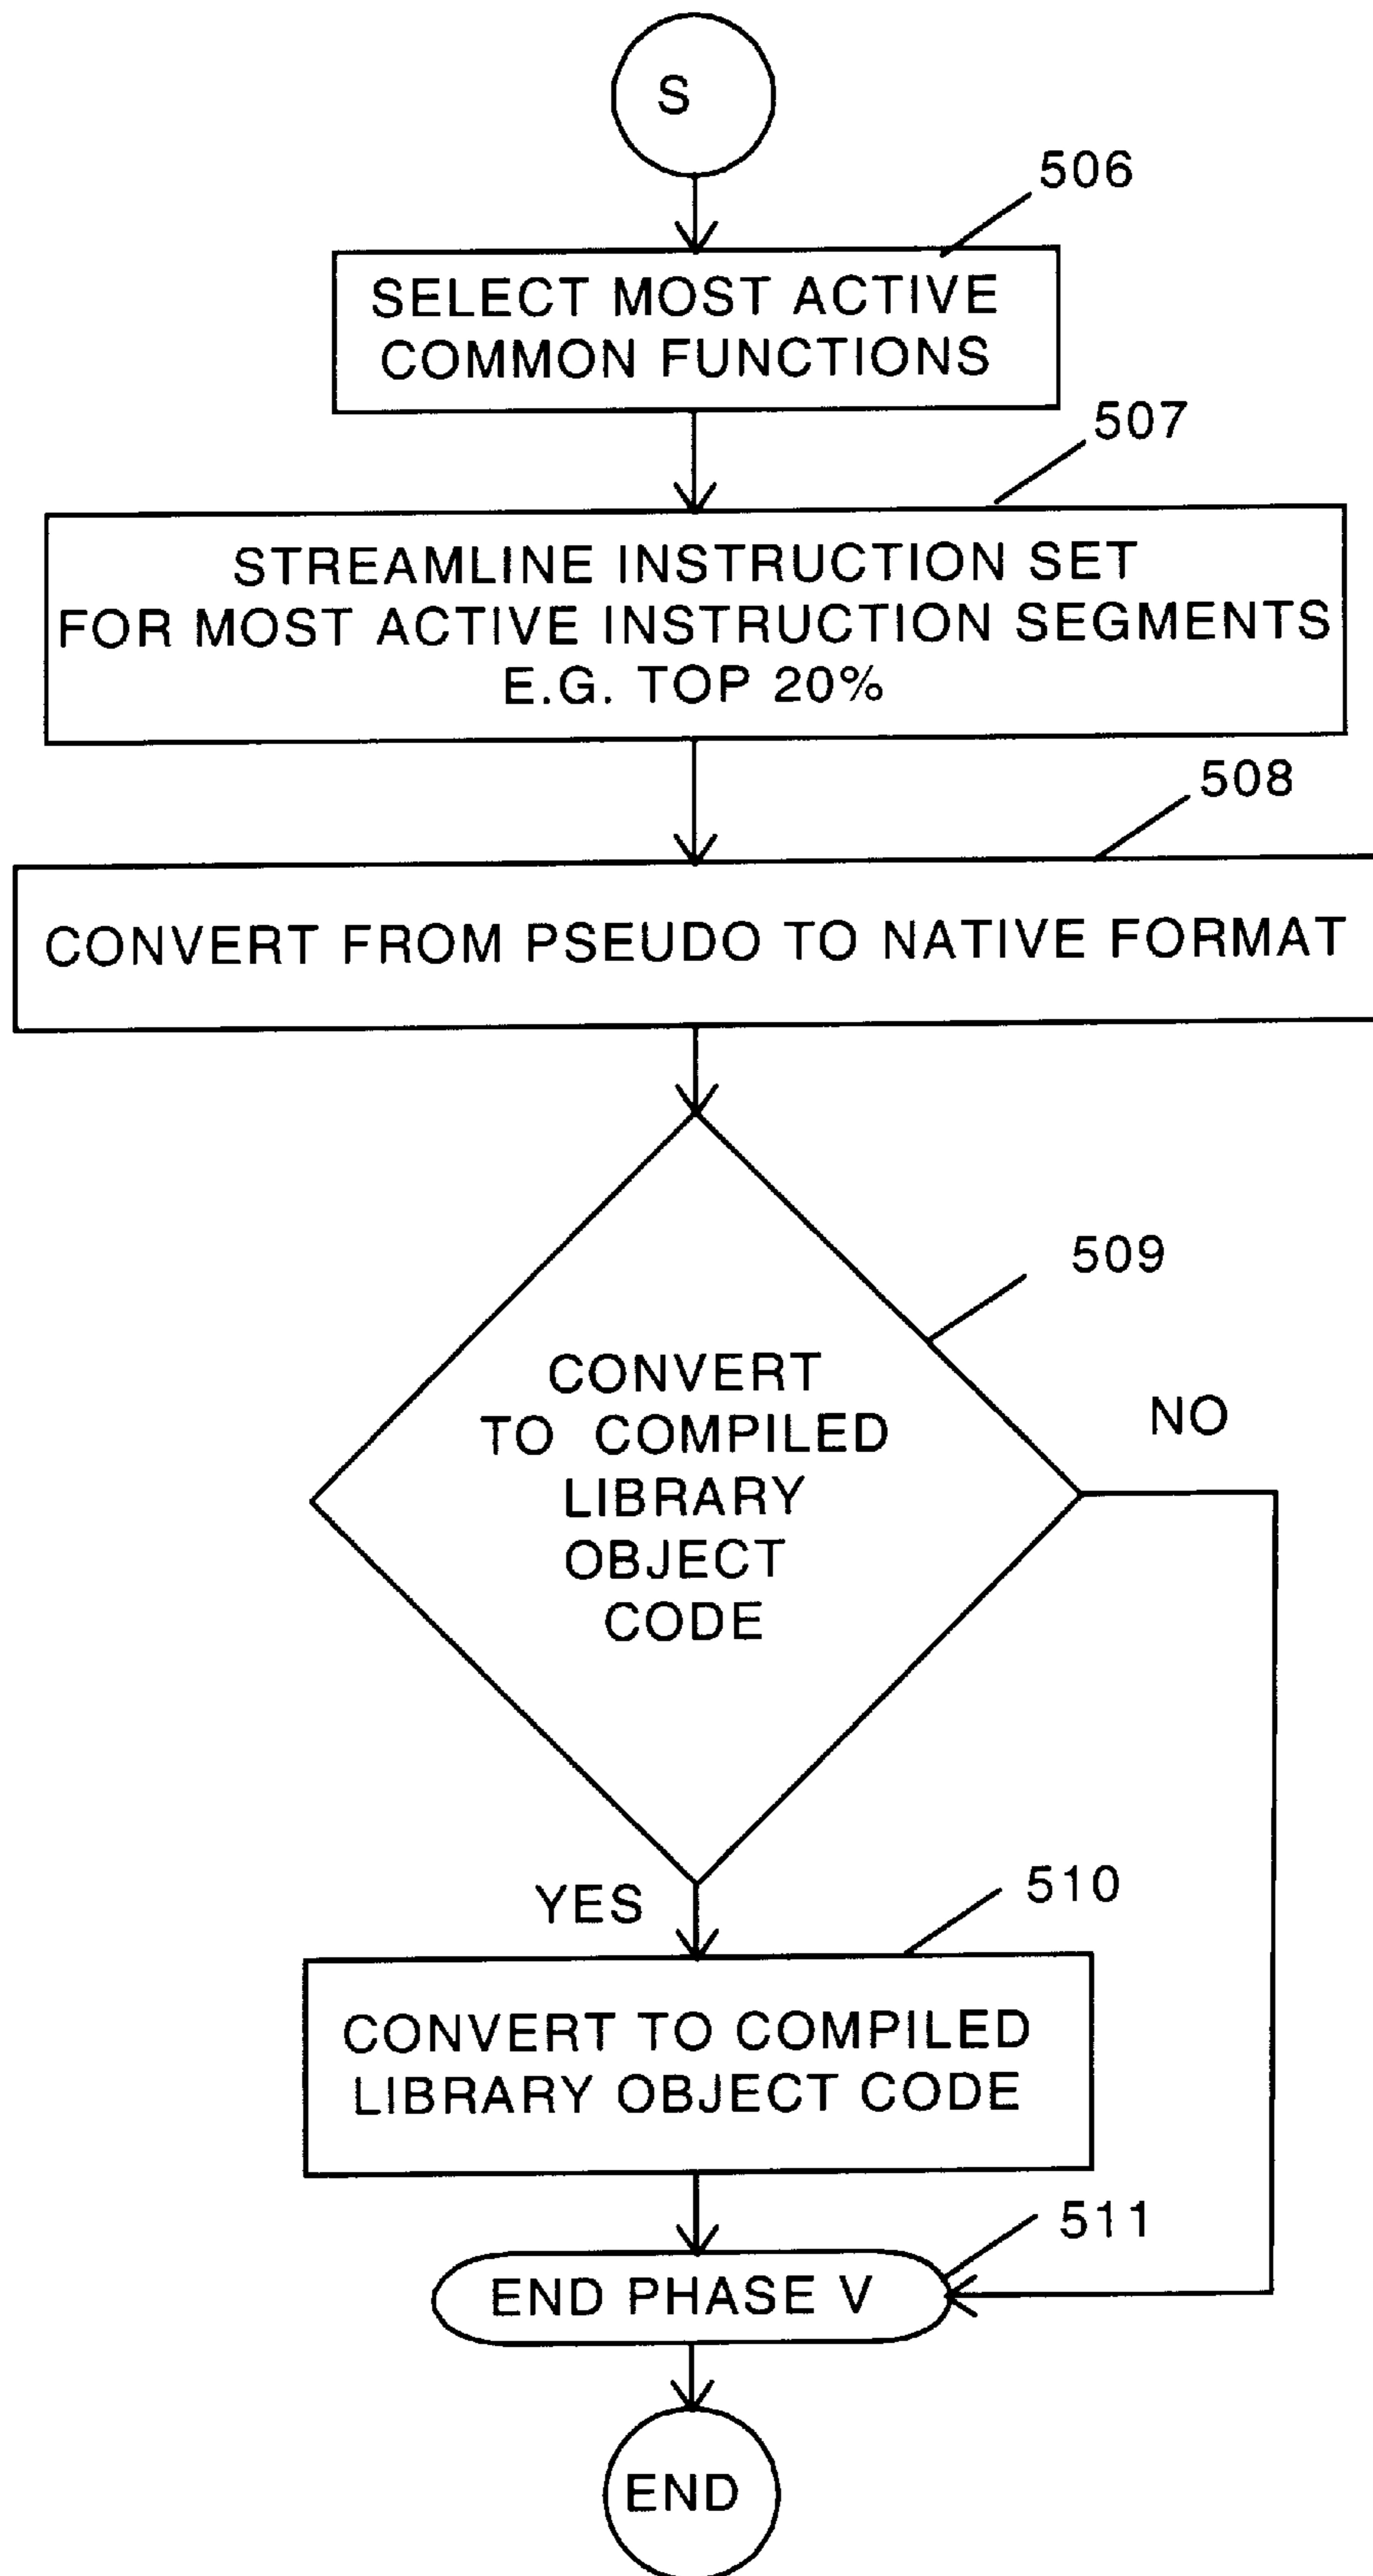 S
506
SELECT MOST ACTIVE
COMMON FUNCTIONS
507
STREAMLINE INSTRUCTION SET
FOR MOST ACTIVE INSTRUCTION SEGMENTS
E.G. TOP 20%
508
CONVERT FROM PSEUDO TO NATIVE FORMAT
509
CONVERT
TO COMPILED
LIBRARY
OBJECT
CODE
NO
YES
510
CONVERT TO COMPILED
LIBRARY OBJECT CODE
511
END PHASE V
END